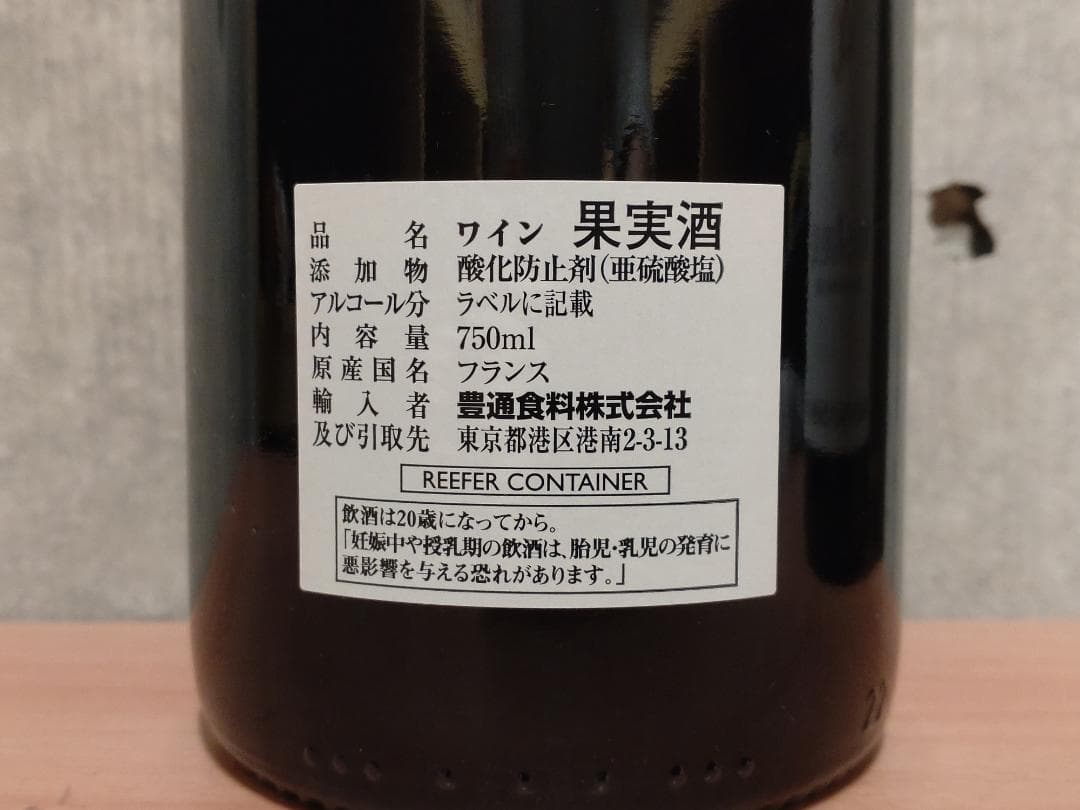 品名 ワイン 果実酒
添加物 酸化防止剤(亜硫酸塩)
アルコール分 ラベルに記載
内容量 750ml
原産国名 フランス
輸入者 豊通食料株式会社
及び引取先 東京都港区港南2-3-13
REEFER CONTAINER
飲酒は20歳になってから。
「妊娠中や授乳期の飲酒は、胎児・乳児の発育に
悪影響を与える恐れがあります。」